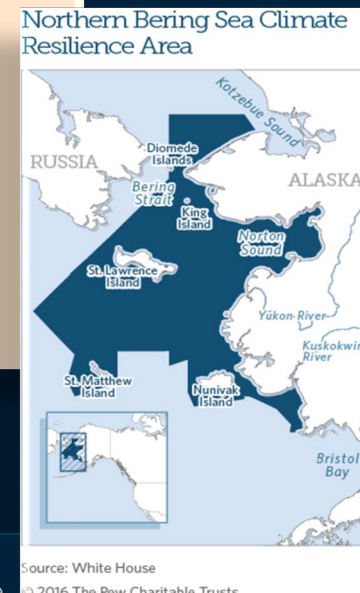 Northern Bering Sea Climate
Resilience Area
Kotzebue Sound
Diomede
Islands
RUSSIA
ALASKA
Bering
Strait
King
Island
Norton
Sound
St. Lawrence
Island
Yukon River
Kuskokwim
River
St. Matthew
Island
Nunivak
Island
Bristol
Bay
Source: White House
© 2016 The Pew Charitable Trusts